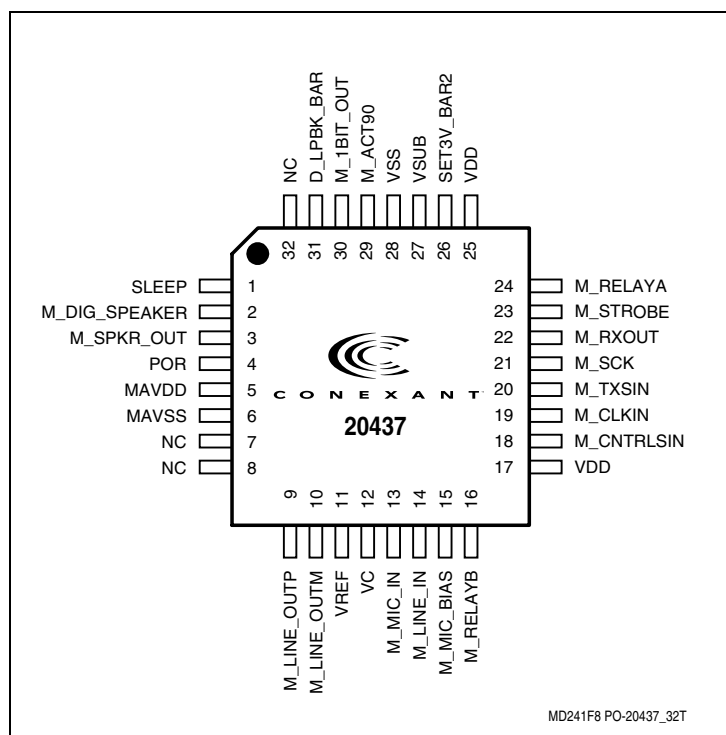 NC
D_LPBK_BAR
M_1BIT_OUT
M_ACT90
VSS
VSUB
SET3V_BAR2
VDD
32
31
30
29
28
27
26
25
SLEEP 1
M_DIG_SPEAKER 2
M_SPKR_OUT 3
POR 4
MAVDD 5
MAVSS 6
NC 7
NC 8
CONEXANT
20437
24 M_RELAYA
23 M_STROBE
22 M_RXOUT
21 M_SCK
20 M_TXSIN
19 M_CLKIN
18 M_CNTRLSIN
17 VDD
9
10
11
12
13
14
15
16
M_LINE_OUTP
M_LINE_OUTM
VREF
VC
M_MIC_IN
M_LINE_IN
M_MIC_BIAS
M_RELAYB
MD241F8 PO-20437_32T